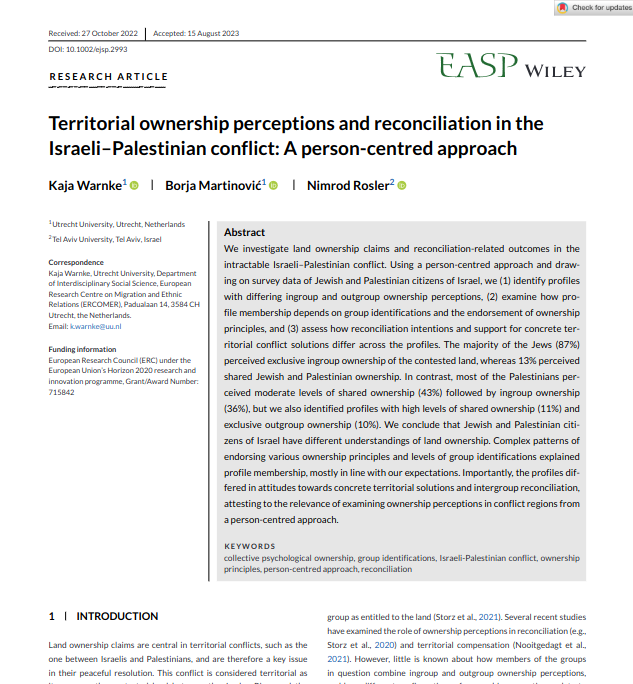 Check for updates
Received: 27 October 2022 | Accepted: 15 August 2023
DOI: 10.1002/ejsp.2993
RESEARCH ARTICLE
EASP WILEY
Territorial ownership perceptions and reconciliation in the
Israeli–Palestinian conflict: A person-centred approach
Kaja Warnke1 | Borja Martinović1 | Nimrod Rosler2
1Utrecht University, Utrecht, Netherlands
2Tel Aviv University, Tel Aviv, Israel
Correspondence
Kaja Warnke, Utrecht University, Department
of Interdisciplinary Social Science, European
Research Centre on Migration and Ethnic
Relations (ERCOMER), Padualaan 14, 3584 CH
Utrecht, the Netherlands.
Email: k.warnke@uu.nl
Funding information
European Research Council (ERC) under the
European Union's Horizon 2020 research and
innovation programme, Grant/Award Number:
715842
Abstract
We investigate land ownership claims and reconciliation-related outcomes in the
intractable Israeli–Palestinian conflict. Using a person-centred approach and draw-
ing on survey data of Jewish and Palestinian citizens of Israel, we (1) identify profiles
with differing ingroup and outgroup ownership perceptions, (2) examine how pro-
file membership depends on group identifications and the endorsement of ownership
principles, and (3) assess how reconciliation intentions and support for concrete ter-
ritorial conflict solutions differ across the profiles. The majority of the Jews (87%)
perceived exclusive ingroup ownership of the contested land, whereas 13% perceived
shared Jewish and Palestinian ownership. In contrast, most of the Palestinians per-
ceived moderate levels of shared ownership (43%) followed by ingroup ownership
(36%), but we also identified profiles with high levels of shared ownership (11%) and
exclusive outgroup ownership (10%). We conclude that Jewish and Palestinian citi-
zens of Israel have different understandings of land ownership. Complex patterns of
endorsing various ownership principles and levels of group identifications explained
profile membership, mostly in line with our expectations. Importantly, the profiles dif-
fered in attitudes towards concrete territorial solutions and intergroup reconciliation,
attesting to the relevance of examining ownership perceptions in conflict regions from
a person-centred approach.
KEYWORDS
collective psychological ownership, group identifications, Israeli-Palestinian conflict, ownership
principles, person-centred approach, reconciliation
1 | INTRODUCTION
Land ownership claims are central in territorial conflicts, such as the
one between Israelis and Palestinians, and are therefore a key issue
in their peaceful resolution. This conflict is considered territorial as
group as entitled to the land (Storz et al., 2021). Several recent studies
have examined the role of ownership perceptions in reconciliation (e.g.,
Storz et al., 2020) and territorial compensation (Nooitgedagt et al.,
2021). However, little is known about how members of the groups
in question combine ingroup and outgroup ownership perceptions,